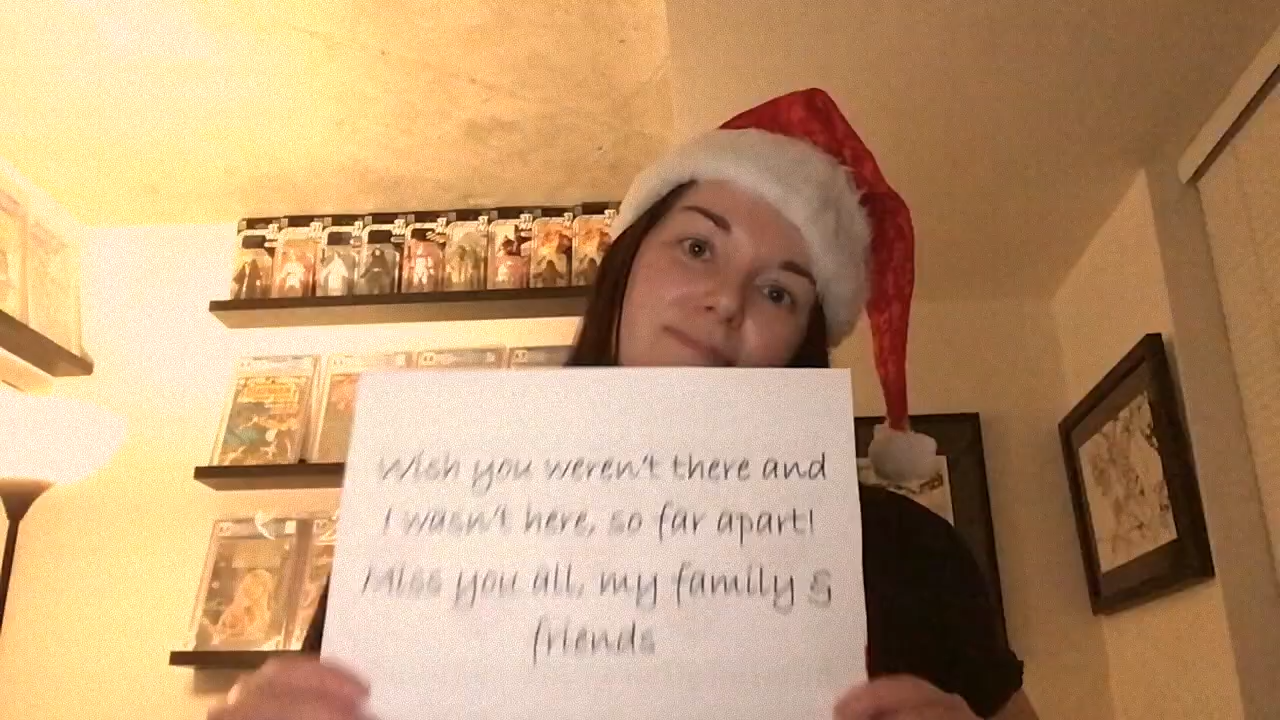 Wish you weren't there and
I wasn't here, so far apart!
Miss you all, my family &
friends